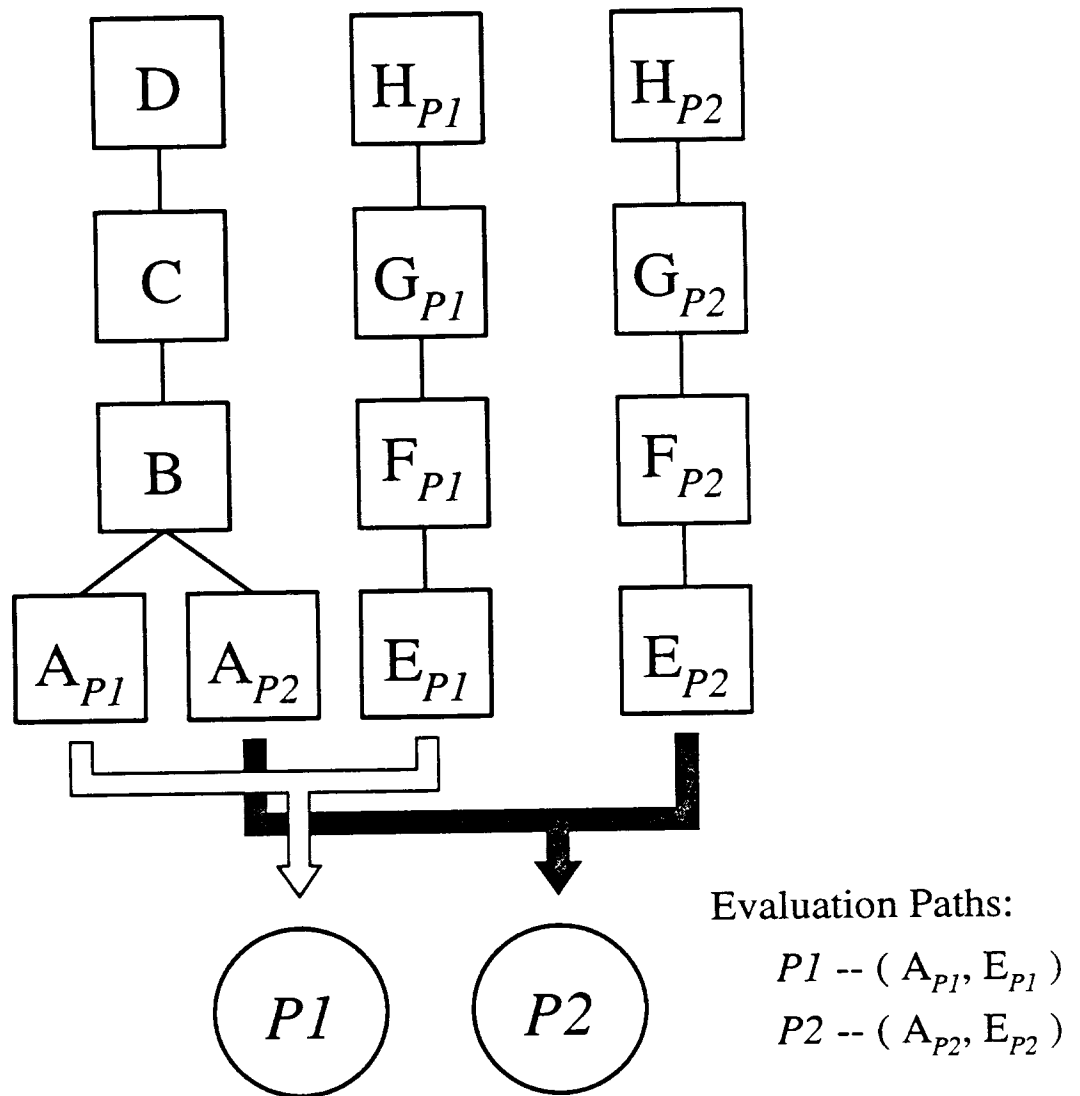 D H_P1 H_P2
C G_P1 G_P2
B F_P1 F_P2
A_P1 A_P2 E_P1 E_P2
P1 P2
Evaluation Paths:
P1 -- ( A_P1, E_P1 )
P2 -- ( A_P2, E_P2 )